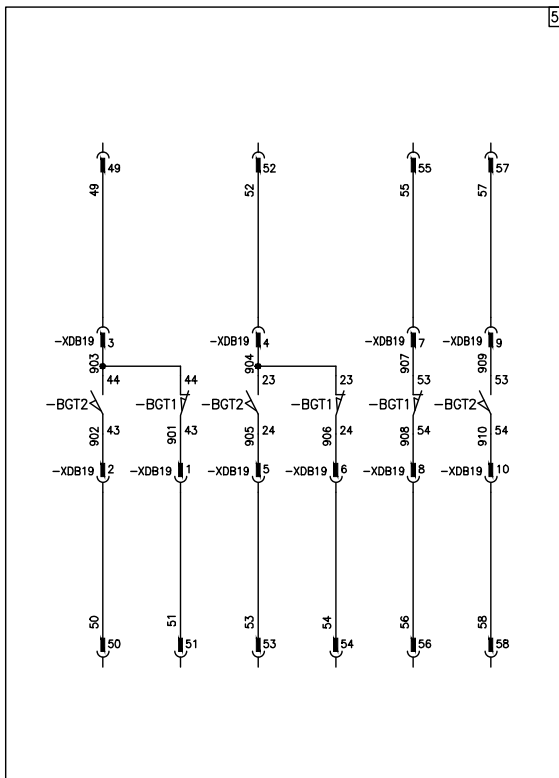 5
49 52 55 57
49 52 55 57
-XDB19 3 -XDB19 4 -XDB19 7 -XDB19 9
903 904 907 909
44 44 23 23 53 53
-BGT2 -BGT1 -BGT2 -BGT1 -BGT1 -BGT2
902 43 901 43 905 24 906 24 908 54 910 54
-XDB19 2 -XDB19 1 -XDB19 5 -XDB19 6 -XDB19 8 -XDB19 10
50 51 53 54 56 58
50 51 53 54 56 58